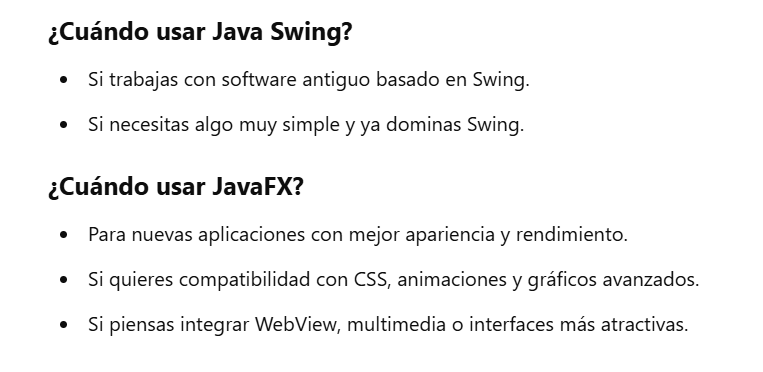 ¿Cuándo usar Java Swing?
• Si trabajas con software antiguo basado en Swing.
• Si necesitas algo muy simple y ya dominas Swing.
¿Cuándo usar JavaFX?
• Para nuevas aplicaciones con mejor apariencia y rendimiento.
• Si quieres compatibilidad con CSS, animaciones y gráficos avanzados.
• Si piensas integrar WebView, multimedia o interfaces más atractivas.